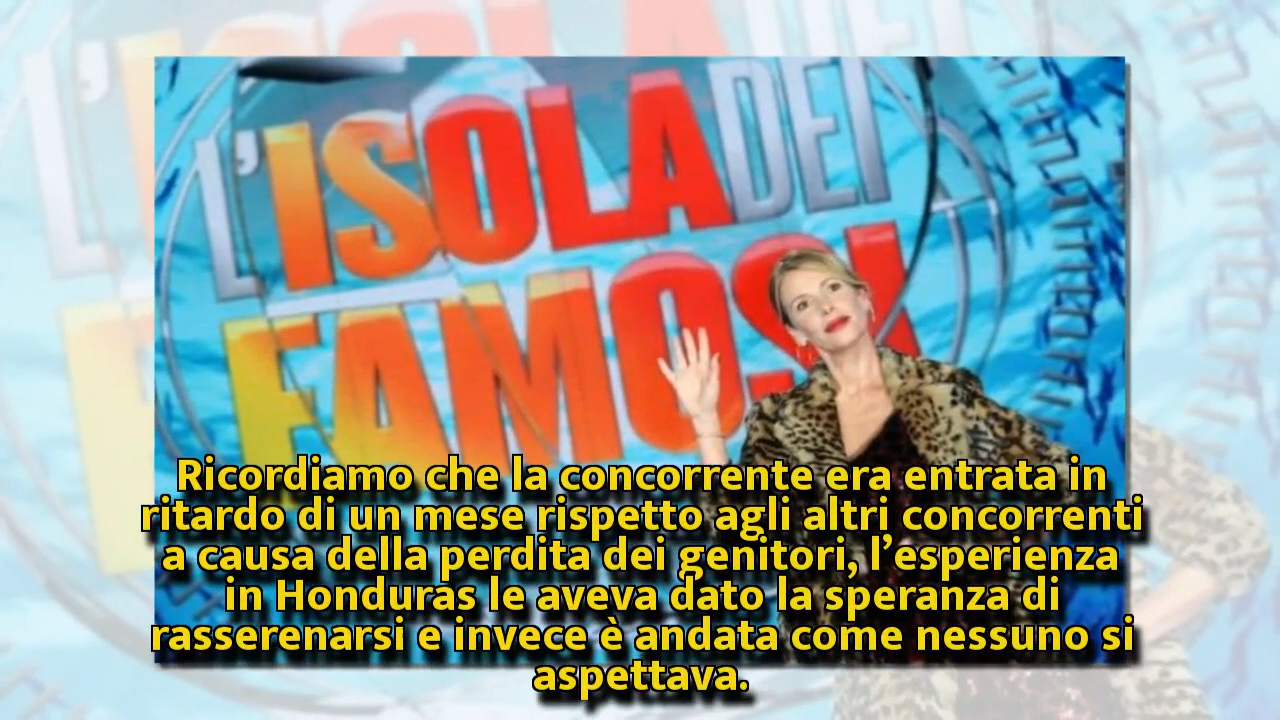 L'ISOLA DEI
FAMOSI
Ricordiamo che la concorrente era entrata in
ritardo di un mese rispetto agli altri concorrenti
a causa della perdita dei genitori, l’esperienza
in Honduras le aveva dato la speranza di
rasserenarsi e invece è andata come nessuno si
aspettava.